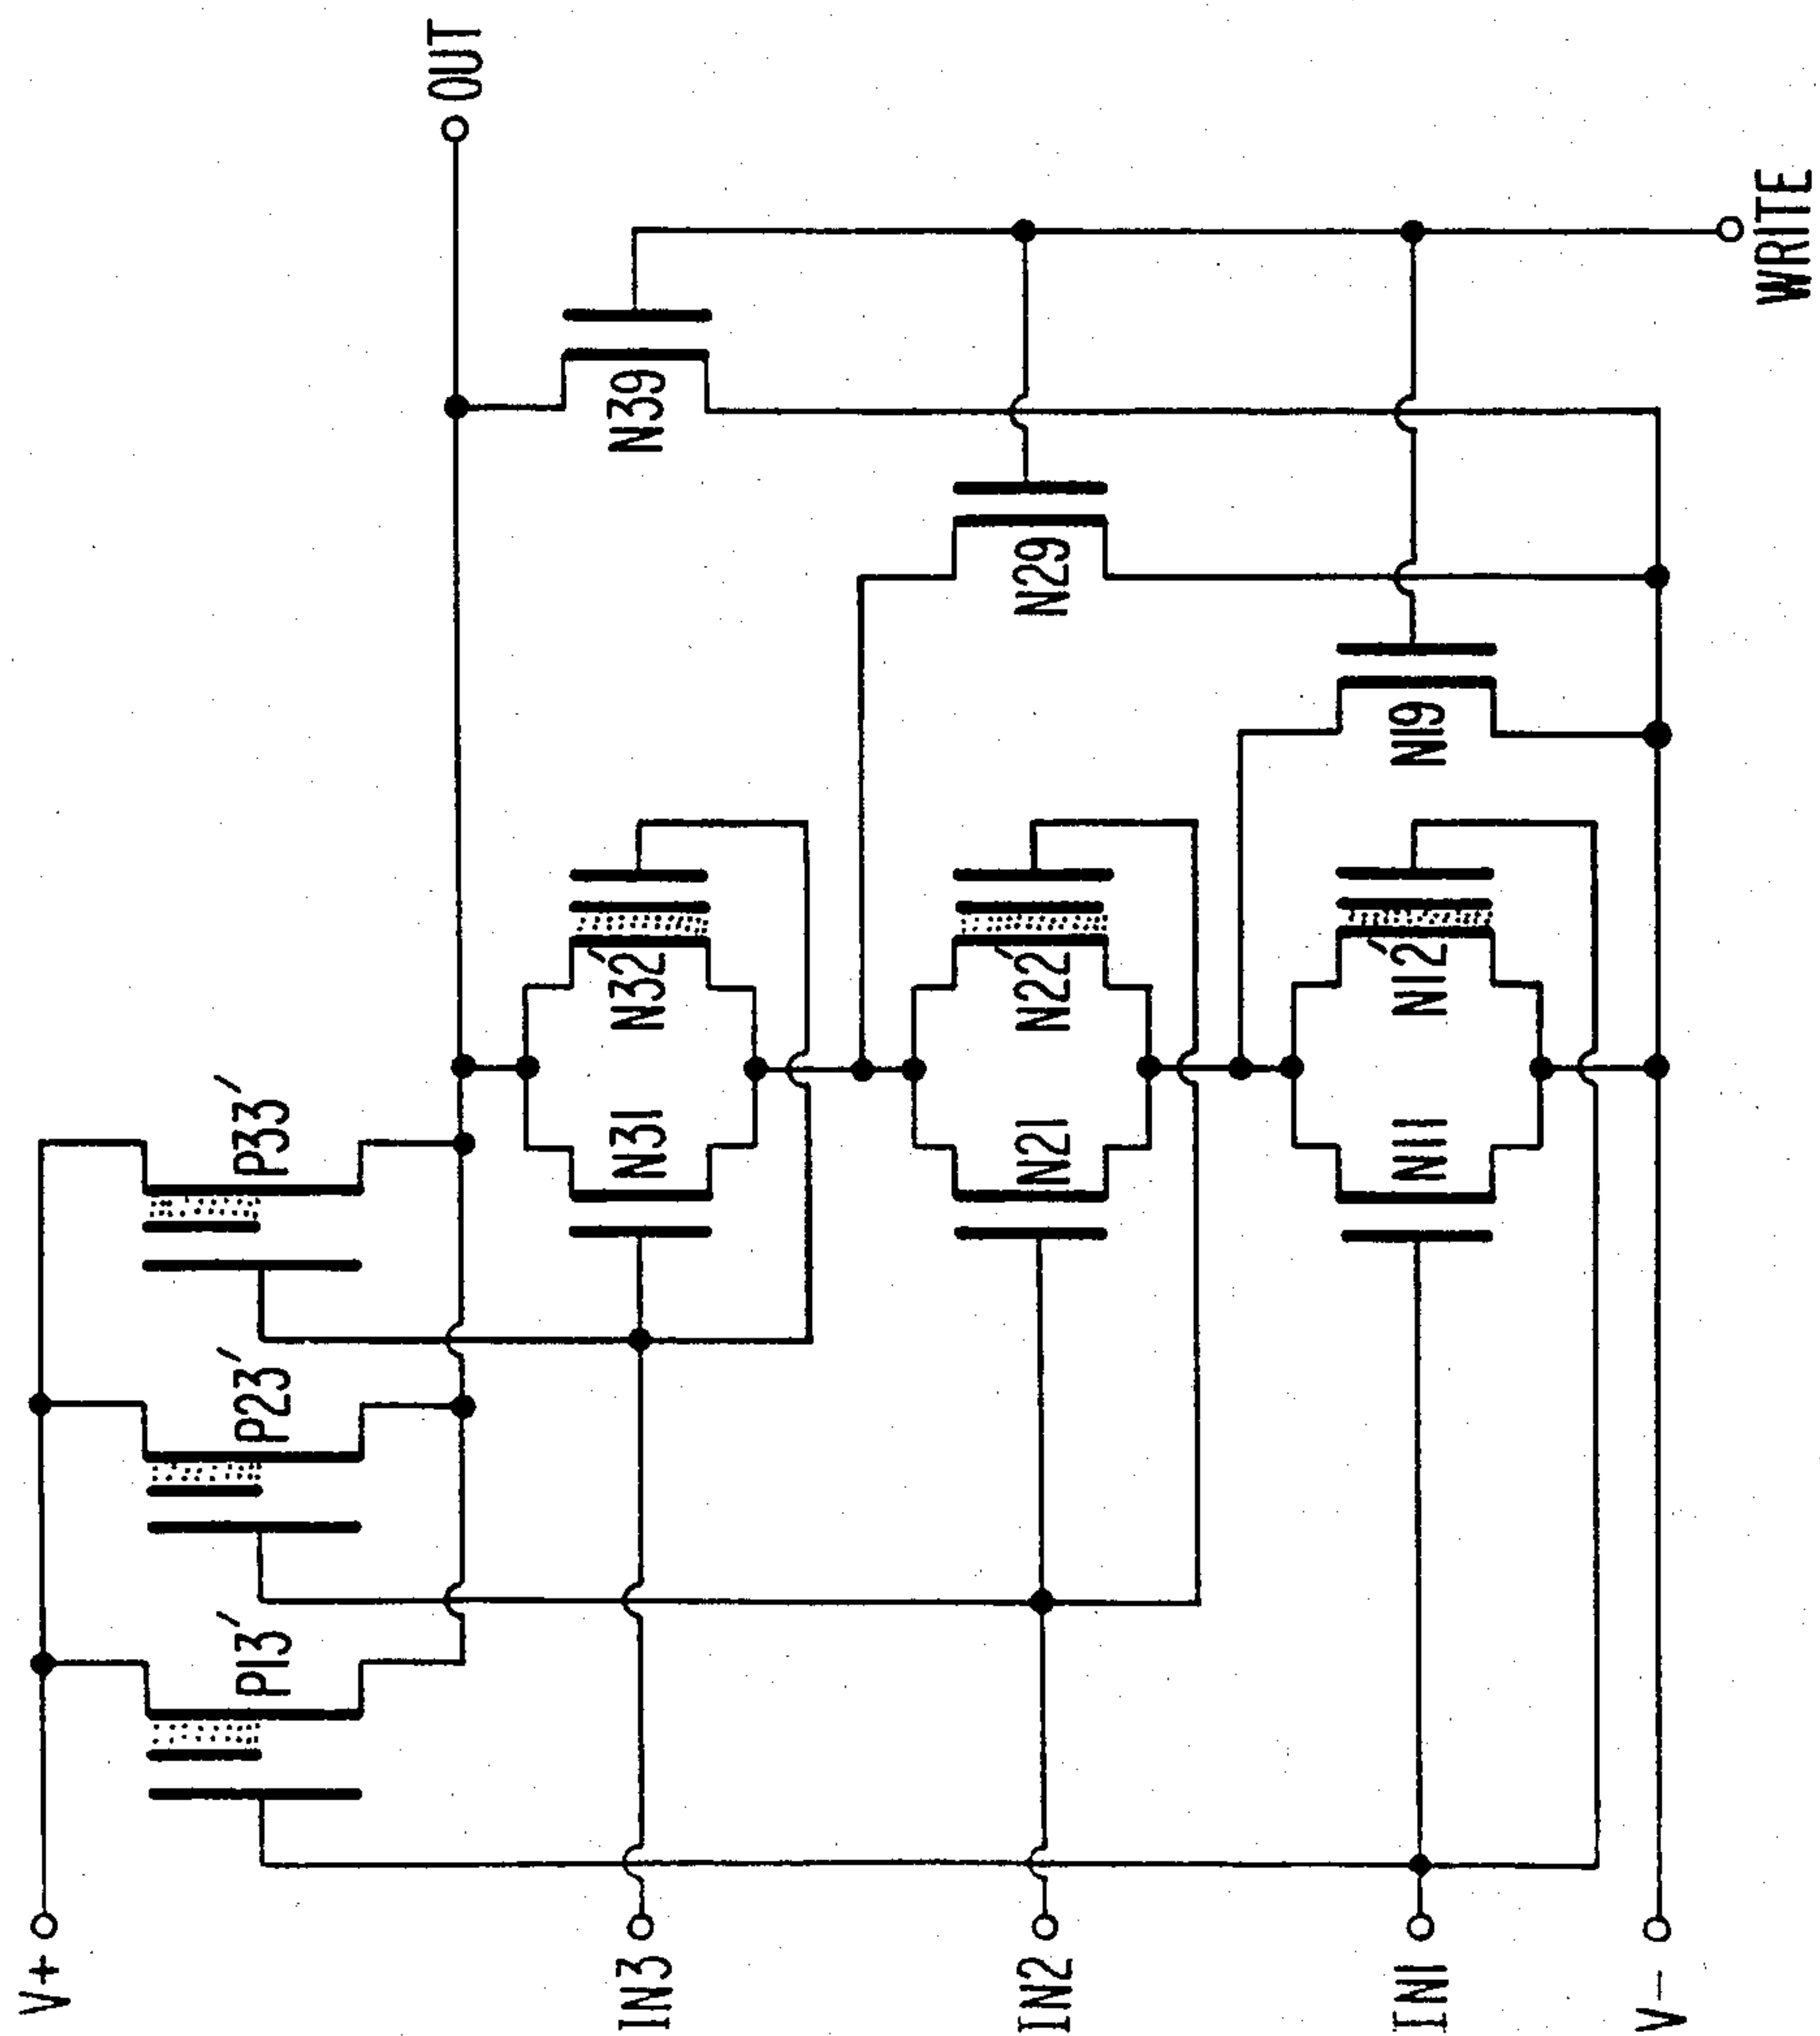 OUT
WRITE
N39
N29
N19
N32´
N22´
N12´
P33´
N31
N21
N11
P23´
P13´
V+
IN3
IN2
IN1
V−